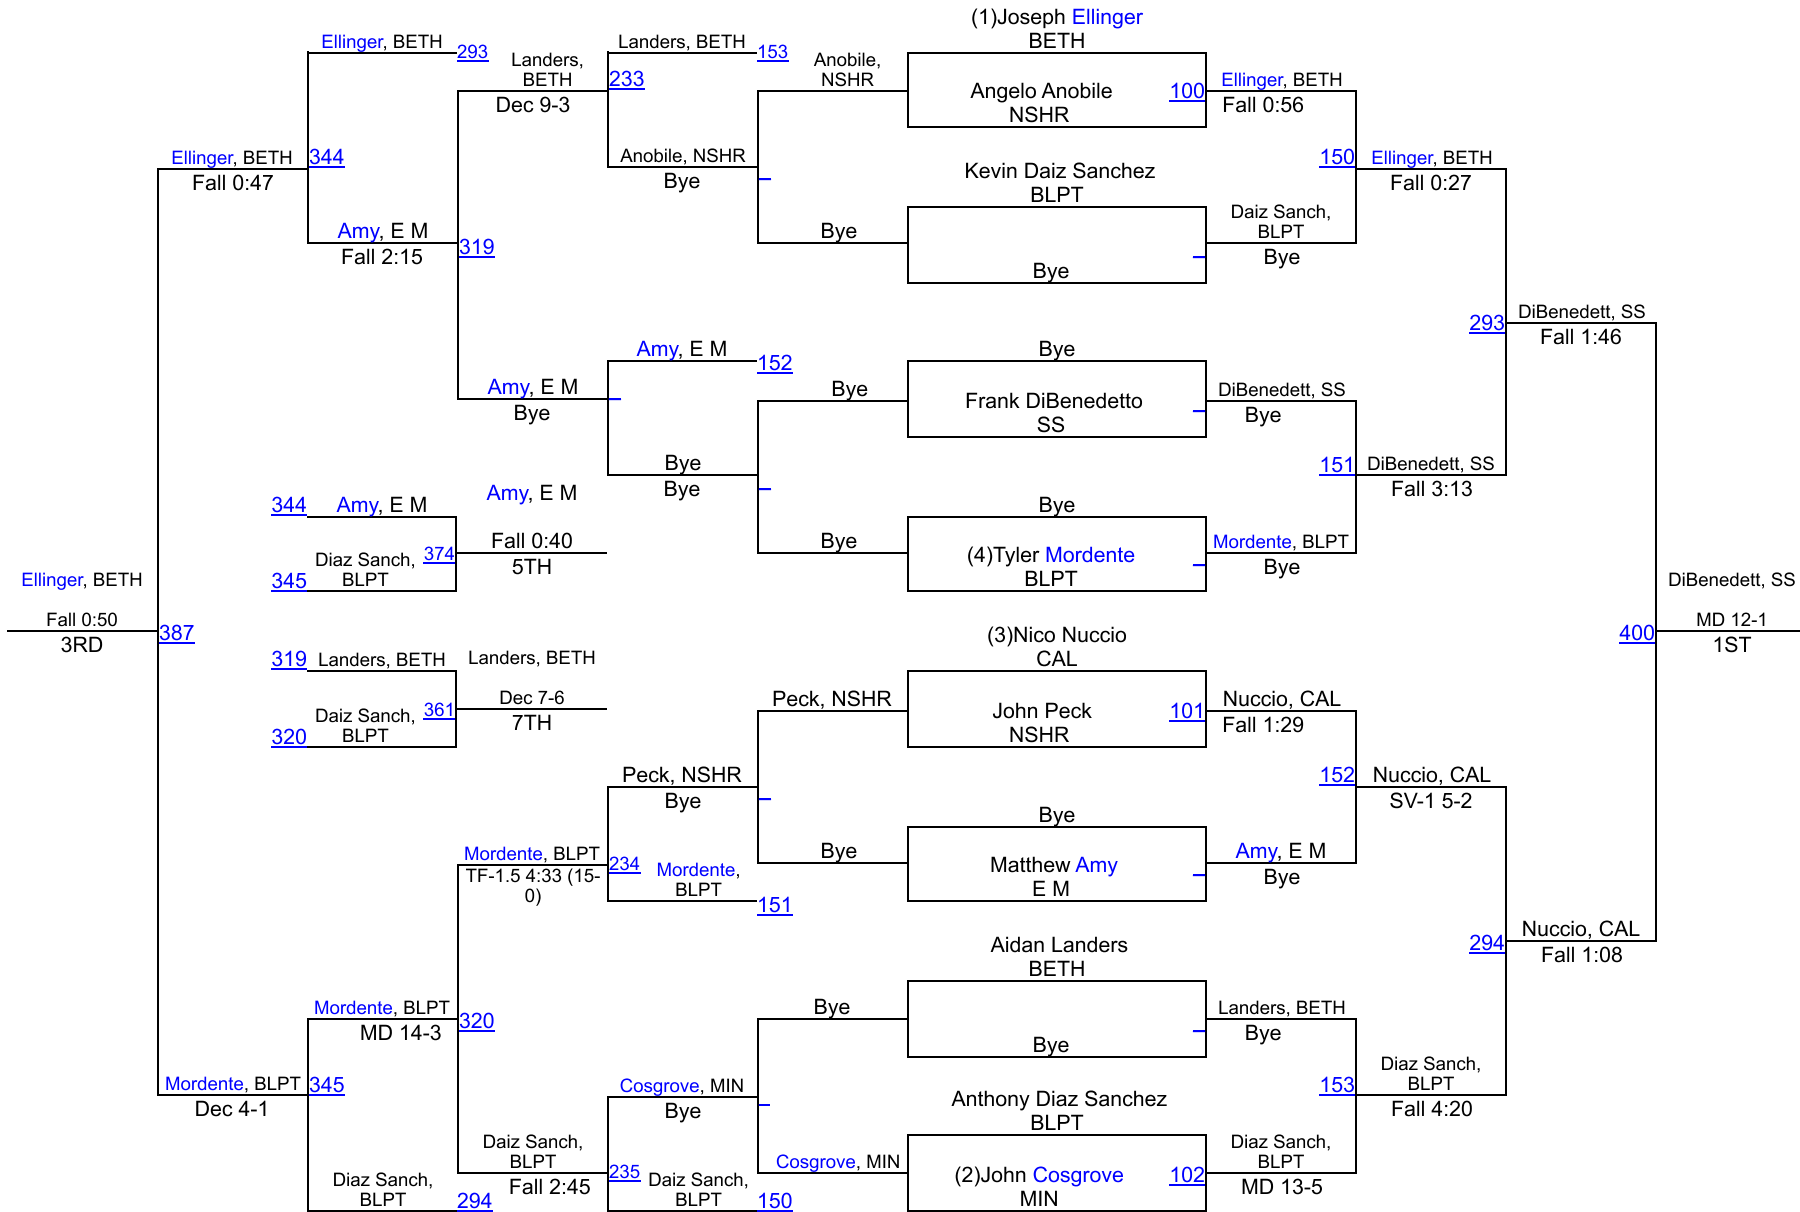 (1)Joseph Ellinger
BETH
Angelo Anobile
NSHR
100
Kevin Daiz Sanchez
BLPT
Bye
Bye
Frank DiBenedetto
SS
Bye
(4)Tyler Mordente
BLPT
(3)Nico Nuccio
CAL
John Peck
NSHR
101
Bye
Matthew Amy
E M
Aidan Landers
BETH
Bye
Anthony Diaz Sanchez
BLPT
(2)John Cosgrove
MIN
102
Ellinger, BETH
Fall 0:56
150
Daiz Sanch,
BLPT
Bye
DiBenedett, SS
Bye
151
Mordente, BLPT
Bye
Nuccio, CAL
Fall 1:29
152
Amy, E M
Bye
Landers, BETH
Bye
153
Diaz Sanch,
BLPT
MD 13-5
Ellinger, BETH
Fall 0:27
293
DiBenedett, SS
Fall 3:13
Nuccio, CAL
SV-1 5-2
294
Diaz Sanch,
BLPT
Fall 4:20
DiBenedett, SS
Fall 1:46
400
Nuccio, CAL
Fall 1:08
DiBenedett, SS
MD 12-1
1ST
Anobile,
NSHR
Bye
Bye
Bye
Peck, NSHR
Bye
Bye
Cosgrove, MIN
Landers, BETH
153
233
Anobile, NSHR
Bye
Amy, E M
152
Bye
Bye
Peck, NSHR
Bye
234
Mordente,
BLPT
151
Cosgrove, MIN
Bye
235
Daiz Sanch,
BLPT
150
Landers,
BETH
Dec 9-3
319
Amy, E M
Bye
Mordente, BLPT
TF-1.5 4:33 (15-
0)
320
Daiz Sanch,
BLPT
Fall 2:45
Ellinger, BETH
293
344
Amy, E M
Fall 2:15
Mordente, BLPT
MD 14-3
345
Diaz Sanch,
BLPT
294
Ellinger, BETH
Fall 0:47
387
Mordente, BLPT
Dec 4-1
Ellinger, BETH
Fall 0:50
3RD
344
Amy, E M
Amy, E M
Diaz Sanch,
BLPT
374
345
Fall 0:40
5TH
319
Landers, BETH
Landers, BETH
Daiz Sanch,
BLPT
361
320
Dec 7-6
7TH